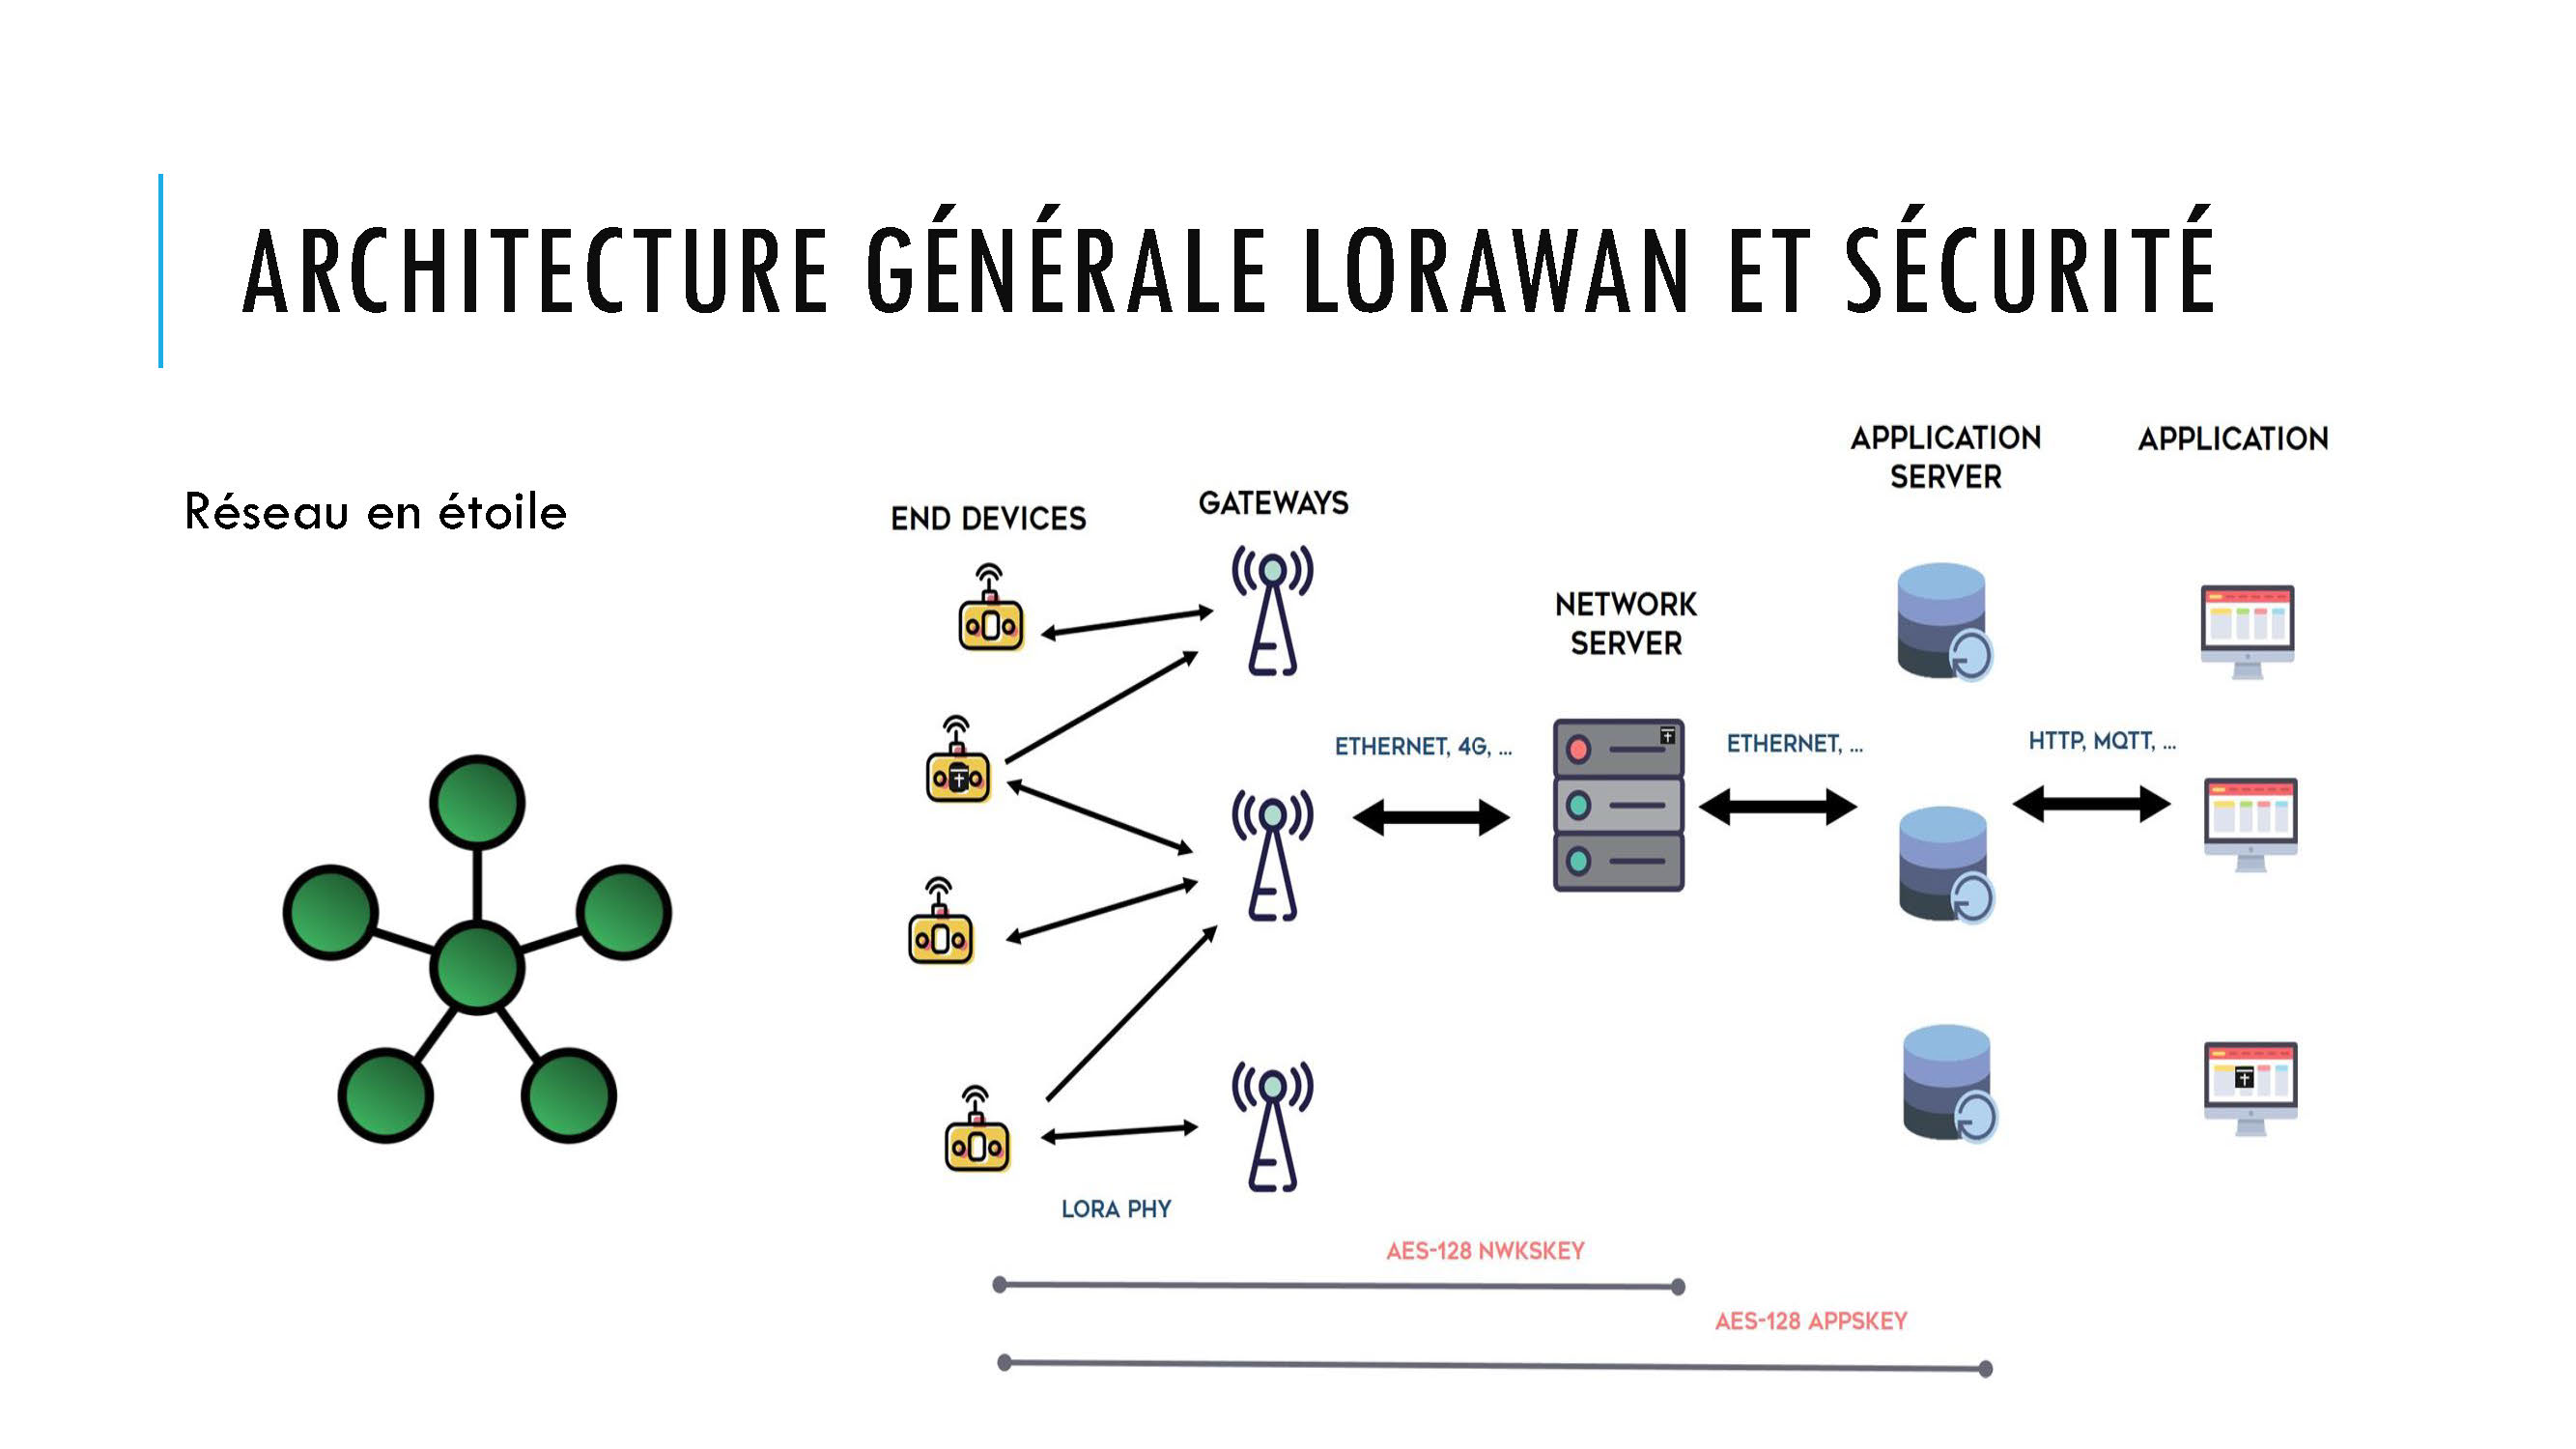 ARCHITECTURE GÉNÉRALE LORAWAN ET SÉCURITÉ
Réseau en étoile
END DEVICES
GATEWAYS
NETWORK
SERVER
APPLICATION
SERVER
APPLICATION
ETHERNET, 4G, ...
ETHERNET, ...
HTTP, MQTT, ...
LORA PHY
AES-128 NWKSKEY
AES-128 APPSKEY